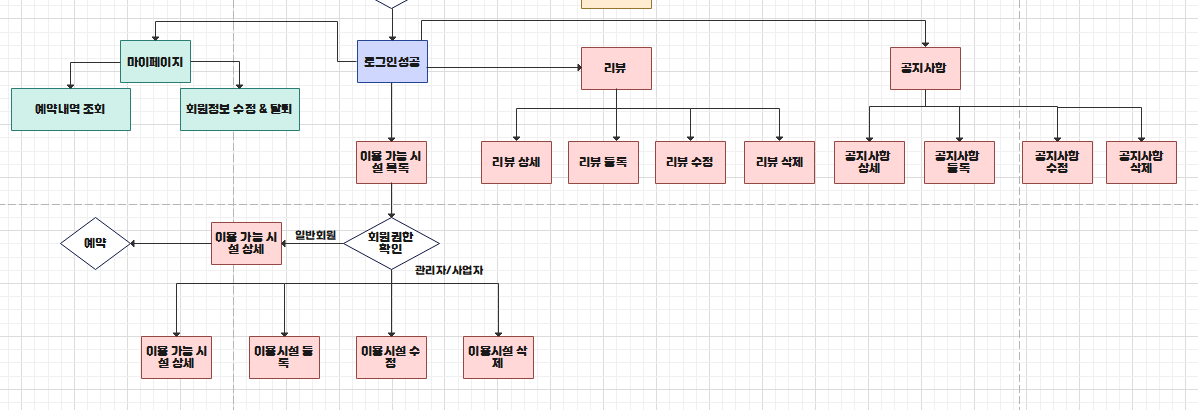 마이페이지
로그인성공
리뷰
공지사항
예약내역 조회
회원정보 수정 & 탈퇴
이용 가능 시
설 목록
리뷰 상세
리뷰 등록
리뷰 수정
리뷰 삭제
공지사항
상세
공지사항
등록
공지사항
수정
공지사항
삭제
예약
이용 가능 시
설 상세
일반회원
회원권한
확인
관리자/사업자
이용 가능 시
설 상세
이용시설 등
록
이용시설 수
정
이용시설 삭
제